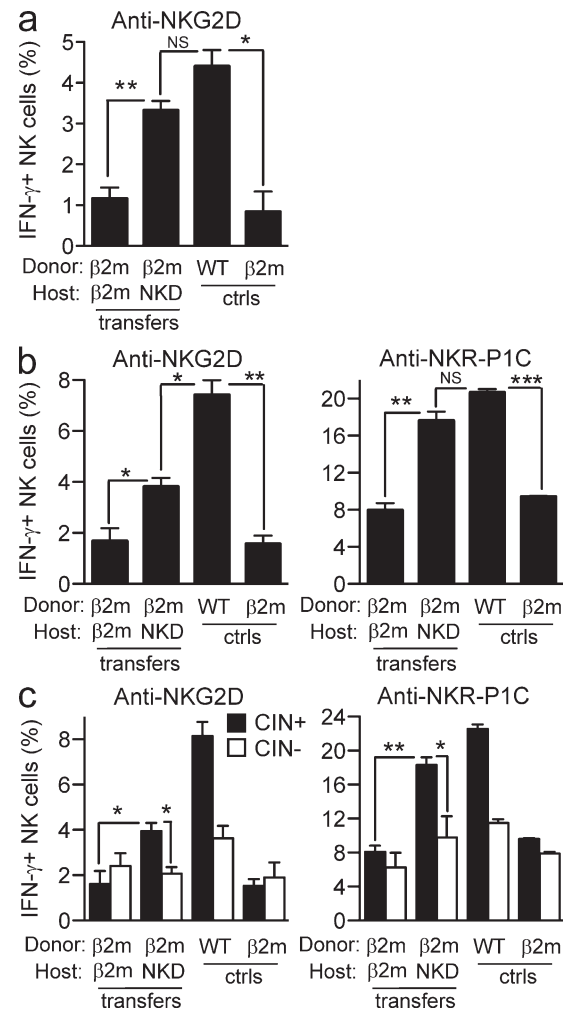 a
Anti-NKG2D
IFN-γ+ NK cells (%)
5
4
3
2
1
0
** NS *
Donor: β2m β2m WT β2m
Host: β2m NKD ctrls
transfers
b
Anti-NKG2D
IFN-γ+ NK cells (%)
8
6
4
2
0
* * **
Donor: β2m β2m WT β2m
Host: β2m NKD ctrls
transfers
Anti-NKR-P1C
20
16
12
8
4
0
** NS ***
Donor: β2m β2m WT β2m
Host: β2m NKD ctrls
transfers
c
Anti-NKG2D
CIN+
CIN-
IFN-γ+ NK cells (%)
8
4
2
0
* *
Donor: β2m β2m WT β2m
Host: β2m NKD ctrls
transfers
Anti-NKR-P1C
24
20
12
8
4
0
** *
Donor: β2m β2m WT β2m
Host: β2m NKD ctrls
transfers